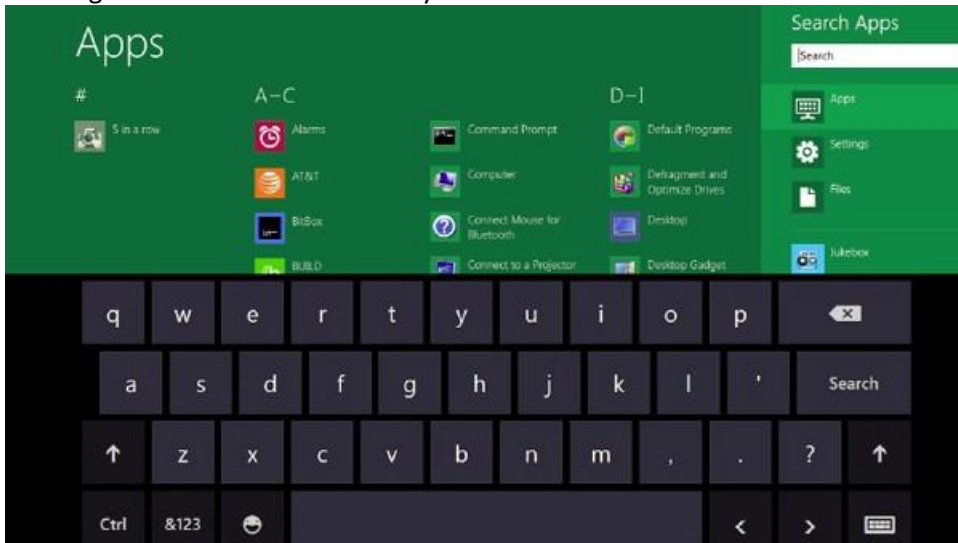 Apps
Search Apps
Search
#
A-C
D-I
5 in a row
Alarms
Command Prompt
Default Programs
Apps
AT&T
Computer
Defragment and
Optimize Drives
Settings
BitBox
Connect Mouse for
Bluetooth
Desktop
Files
BUILD
Connect to a Projector
Desktop Gadget
Jukebox
q w e r t y u i o p
a s d f g h j k l ' Search
z x c v b n m , . ?
Ctrl &123 < >